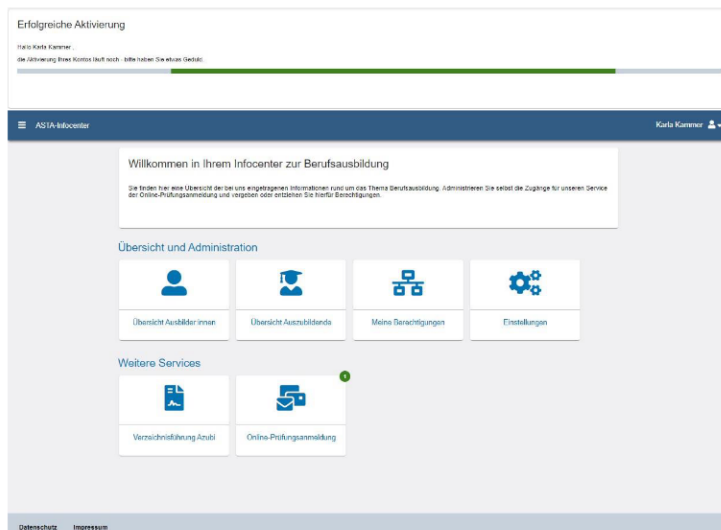 Erfolgreiche Aktivierung
Hallo Karla Kammer ,
die Aktivierung Ihres Kontos läuft noch - bitte haben Sie etwas Geduld.
ASTA-Infocenter
Karla Kammer
Willkommen in Ihrem Infocenter zur Berufsausbildung
Sie finden hier eine Übersicht der bei uns eingetragenen Informationen rund um das Thema Berufsausbildung. Administrieren Sie selbst die Zugänge für unseren Service
der Online-Prüfungsanmeldung und vergeben oder entziehen Sie hierfür Berechtigungen.
Übersicht und Administration
Übersicht Ausbilder:innen
Übersicht Auszubildende
Meine Berechtigungen
Einstellungen
Weitere Services
Verzeichnisführung Azubi
Online-Prüfungsanmeldung
Datenschutz Impressum